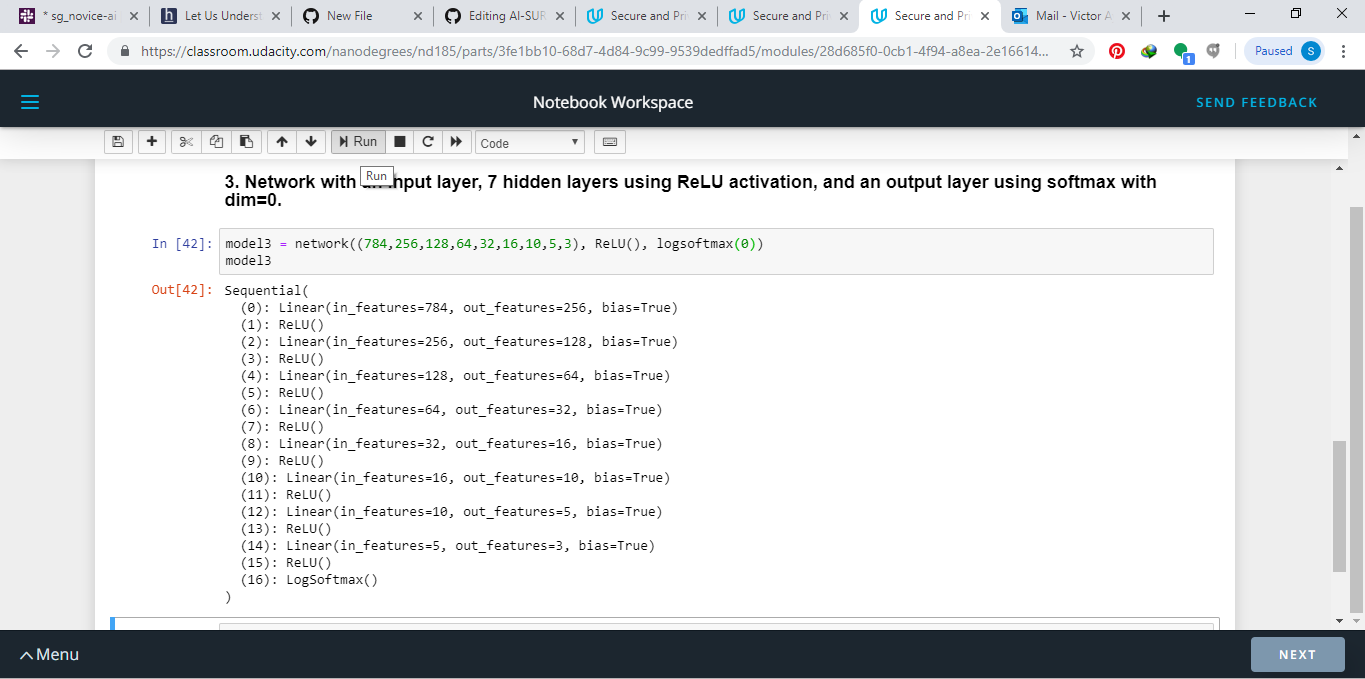 * sg_novice-ai
Let Us Underst
New File
Editing AI-SUR
Secure and Pri
Secure and Pri
Secure and Pri
Mail - Victor A
https://classroom.udacity.com/nanodegrees/nd185/parts/3fe1bb10-68d7-4d84-9c99-9539dedffad5/modules/28d685f0-0cb1-4f94-a8ea-2e16614...
1
Paused
S
Notebook Workspace
SEND FEEDBACK
Run
Code
Run
3. Network with an input layer, 7 hidden layers using ReLU activation, and an output layer using softmax with
dim=0.
In [42]: model3 = network((784,256,128,64,32,16,10,5,3), ReLU(), logsoftmax(0))
model3
Out[42]: Sequential(
(0): Linear(in_features=784, out_features=256, bias=True)
(1): ReLU()
(2): Linear(in_features=256, out_features=128, bias=True)
(3): ReLU()
(4): Linear(in_features=128, out_features=64, bias=True)
(5): ReLU()
(6): Linear(in_features=64, out_features=32, bias=True)
(7): ReLU()
(8): Linear(in_features=32, out_features=16, bias=True)
(9): ReLU()
(10): Linear(in_features=16, out_features=10, bias=True)
(11): ReLU()
(12): Linear(in_features=10, out_features=5, bias=True)
(13): ReLU()
(14): Linear(in_features=5, out_features=3, bias=True)
(15): ReLU()
(16): LogSoftmax()
)
Menu
NEXT